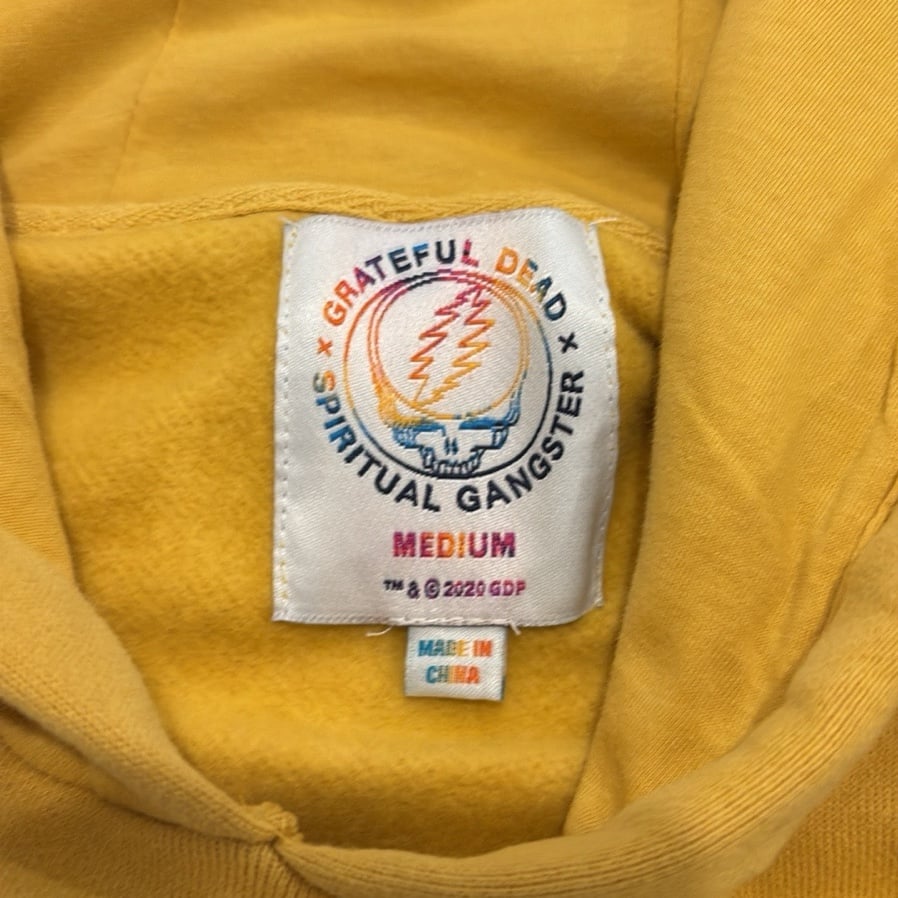 × GRATEFUL DEAD ×
SPIRITUAL GANGSTER
MEDIUM
™ & © 2020 GDP
MADE IN
CHINA